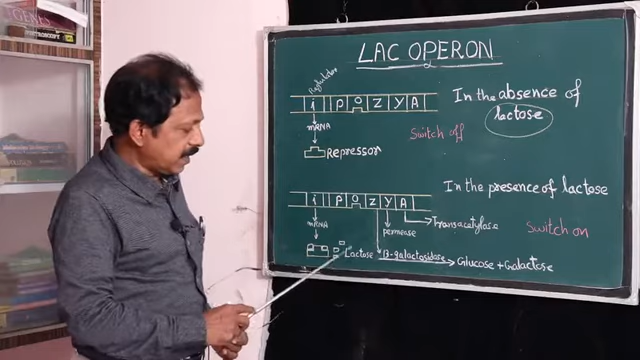 GENES
LAC OPERON
Regulator
i P O Z Y A
In the absence of
lactose
mRNA
Switch off
Repressor
i P O Z Y A
In the presence of lactose
Transacetylase
mRNA
permease
Switch on
Lactose β-galactosidase Glucose + Galactose